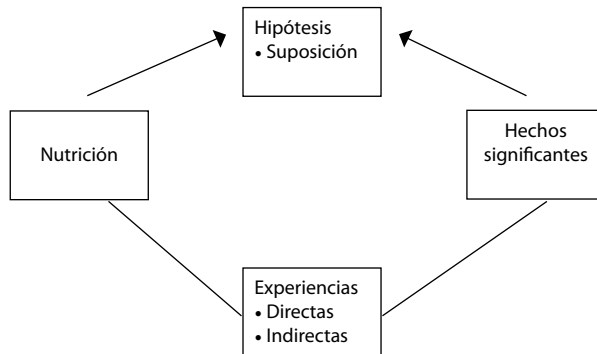 Hipótesis
• Suposición
Nutrición
Hechos
significantes
Experiencias
• Directas
• Indirectas